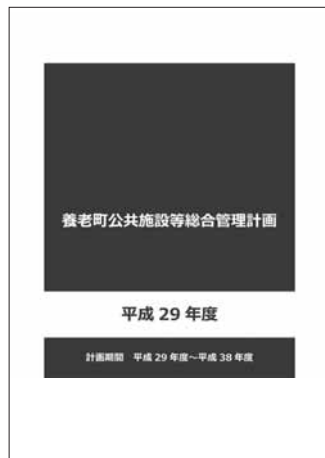 養老町公共施設等総合管理計画
平成 29 年度
計画期間　平成 29 年度～平成 38 年度